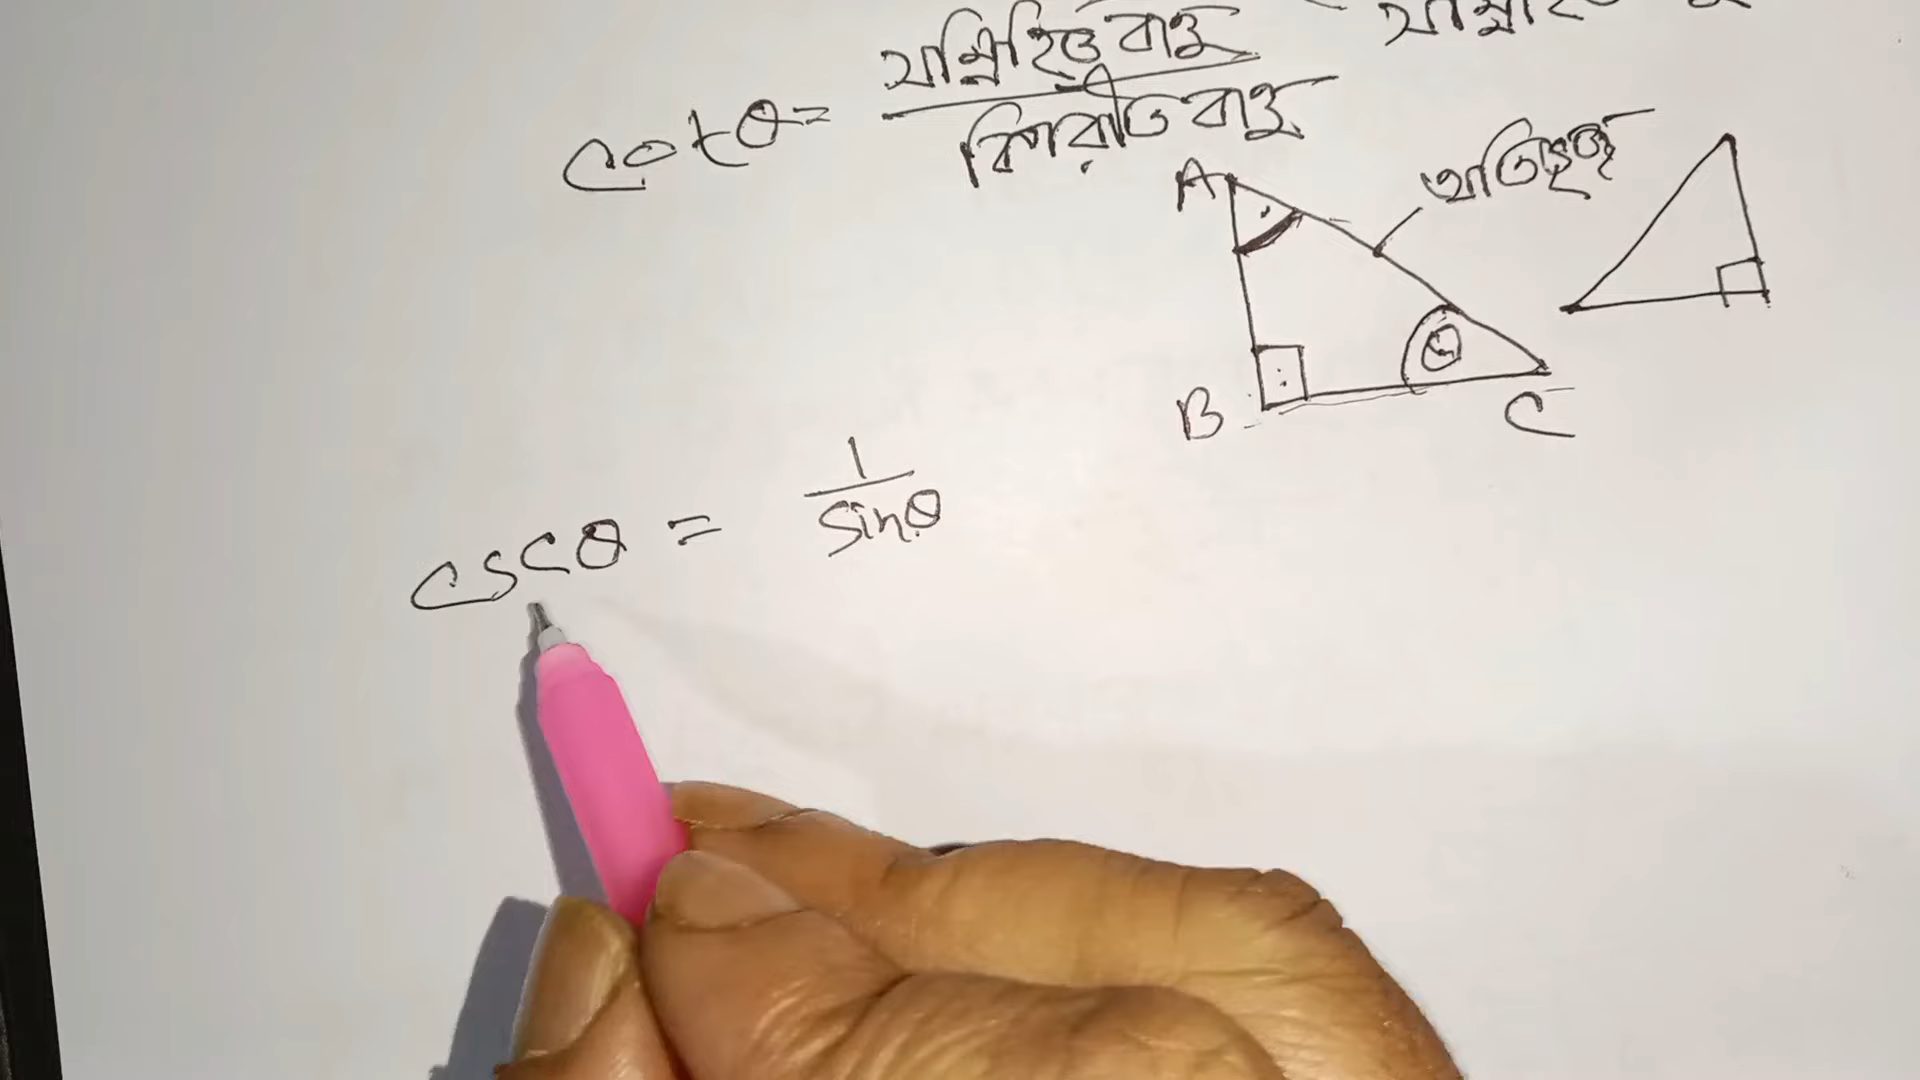 সন্নিহিত বাহু
cotθ = ―
বিপরীত বাহু
অতিভুজ
A
θ
B
C
1
cscθ = ―
sinθ